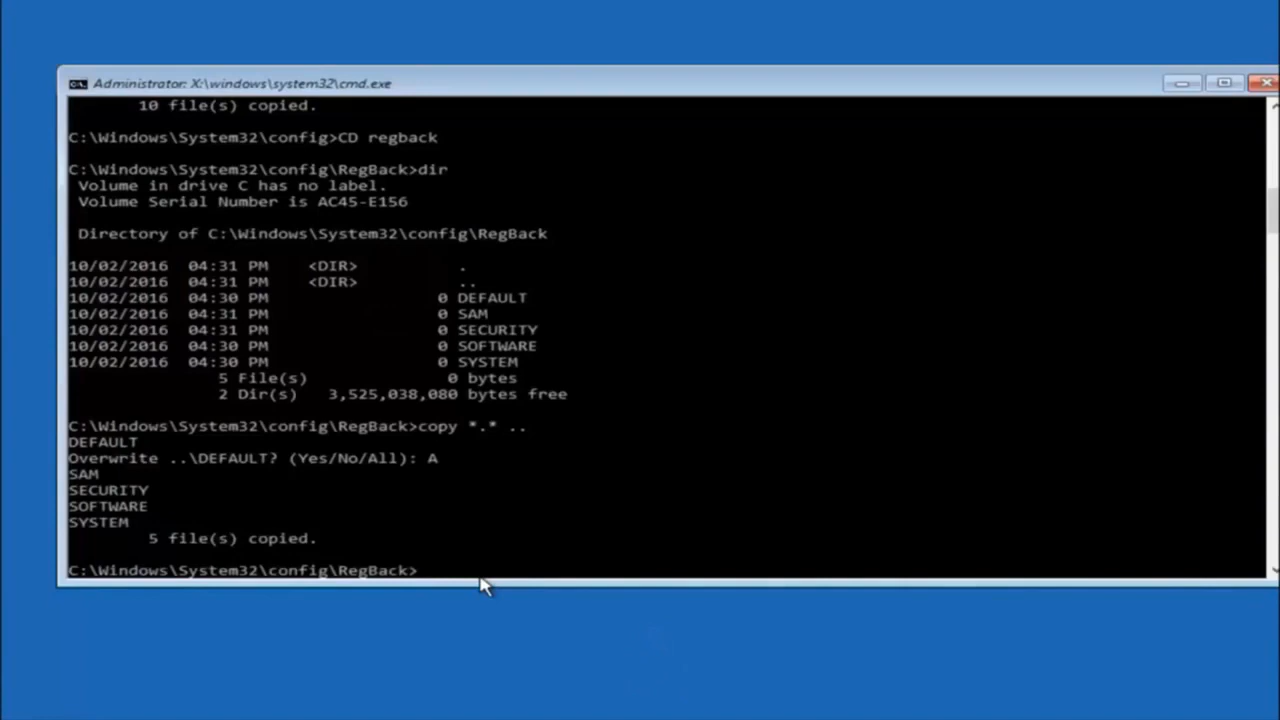 Administrator: X:\windows\system32\cmd.exe
10 file(s) copied.
C:\Windows\System32\config>CD regback
C:\Windows\System32\config\RegBack>dir
Volume in drive C has no label.
Volume Serial Number is AC45-E156
Directory of C:\Windows\System32\config\RegBack
10/02/2016  04:31 PM    <DIR>          .
10/02/2016  04:31 PM    <DIR>          ..
10/02/2016  04:30 PM                 0 DEFAULT
10/02/2016  04:31 PM                 0 SAM
10/02/2016  04:31 PM                 0 SECURITY
10/02/2016  04:30 PM                 0 SOFTWARE
10/02/2016  04:30 PM                 0 SYSTEM
5 File(s)              0 bytes
2 Dir(s)   3,525,038,080 bytes free
C:\Windows\System32\config\RegBack>copy *.* ..
DEFAULT
Overwrite ..\DEFAULT? (Yes/No/All): A
SAM
SECURITY
SOFTWARE
SYSTEM
5 file(s) copied.
C:\Windows\System32\config\RegBack>